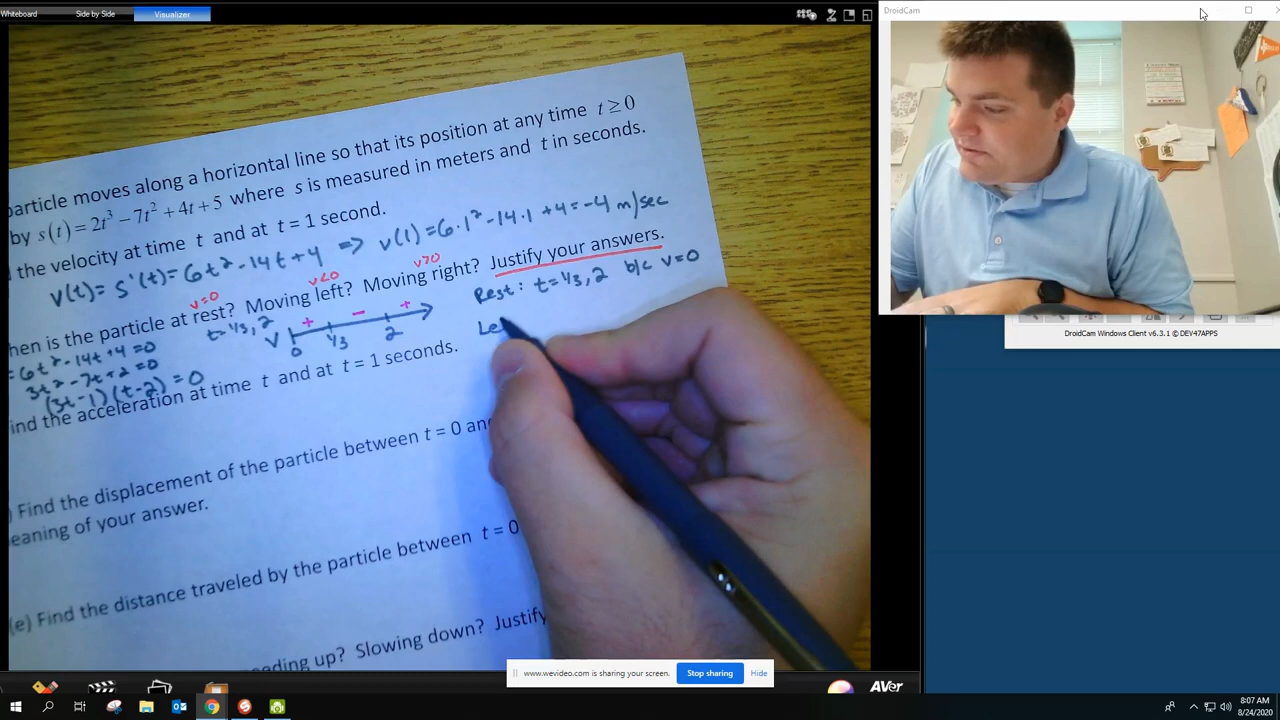 Whiteboard Side by Side Visualizer
DroidCam
particle moves along a horizontal line so that its position at any time t ≥ 0
by s(t) = 2t³ − 7t² + 4t + 5 where s is measured in meters and t in seconds.
the velocity at time t and at t = 1 second.
v(t) = s'(t) = 6t² - 14t + 4 => v(1) = 6·1² - 14·1 + 4 = -4 m/sec
v=0 v<0 v>0
hen is the particle at rest? Moving left? Moving right? Justify your answers.
t = 1/3, 2
+ − +
v 0 1/3 2
Rest: t = 1/3, 2 b/c v = 0
Le
= 6t² - 14t + 4 = 0
3t² - 7t + 2 = 0
(3t - 1)(t - 2) = 0
ind the acceleration at time t and at t = 1 seconds.
) Find the displacement of the particle between t = 0 an
eaning of your answer.
(e) Find the distance traveled by the particle between t = 0
eeding up? Slowing down? Justify
DroidCam Windows Client v6.3.1 © DEV47APPS
www.wevideo.com is sharing your screen. Stop sharing Hide
AVer
8:07 AM
8/24/2020